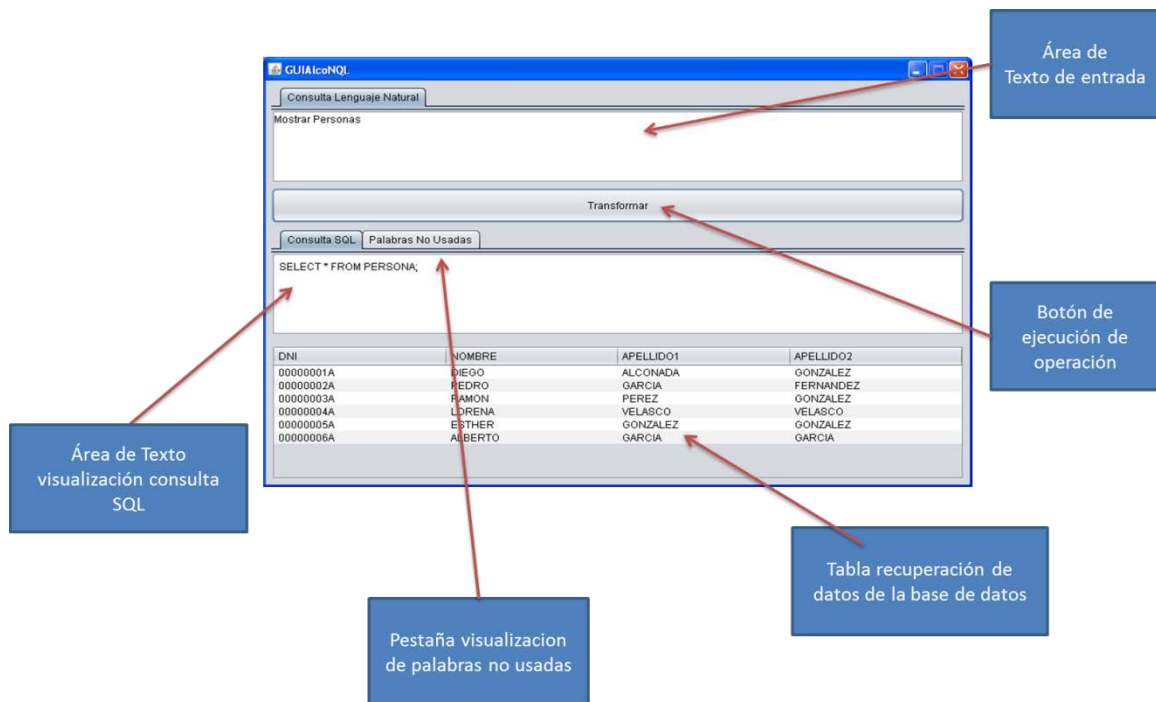 Área de
Texto de entrada
GUIAlcoNQL
Consulta Lenguaje Natural
Mostrar Personas
Transformar
Consulta SQL Palabras No Usadas
SELECT * FROM PERSONA;
Botón de
ejecución de
operación
DNI NOMBRE APELLIDO1 APELLIDO2
00000001A DIEGO ALCONADA GONZALEZ
00000002A PEDRO GARCIA FERNANDEZ
00000003A RAMON PEREZ GONZALEZ
00000004A LORENA VELASCO VELASCO
00000005A ESTHER GONZALEZ GONZALEZ
00000006A ALBERTO GARCIA GARCIA
Área de Texto
visualización consulta
SQL
Tabla recuperación de
datos de la base de datos
Pestaña visualizacion
de palabras no usadas